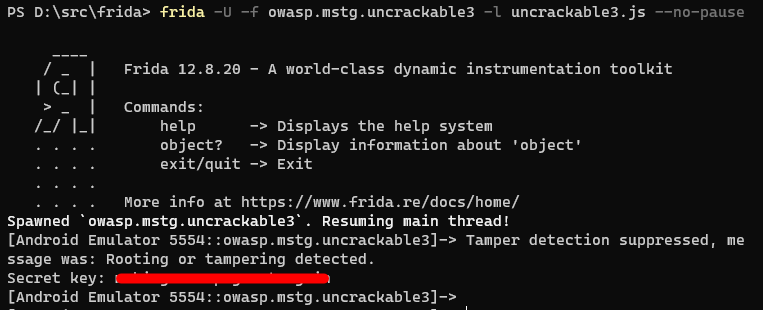 PS D:\src\frida> frida -U -f owasp.mstg.uncrackable3 -l uncrackable3.js --no-pause
     ____
    / _  |   Frida 12.8.20 - A world-class dynamic instrumentation toolkit
   | (_| |
    > _  |   Commands:
   /_/ |_|       help      -> Displays the help system
   . . . .       object?   -> Display information about 'object'
   . . . .       exit/quit -> Exit
   . . . .
   . . . .   More info at https://www.frida.re/docs/home/
Spawned `owasp.mstg.uncrackable3`. Resuming main thread!
[Android Emulator 5554::owasp.mstg.uncrackable3]-> Tamper detection suppressed, me
ssage was: Rooting or tampering detected.
Secret key:
[Android Emulator 5554::owasp.mstg.uncrackable3]->